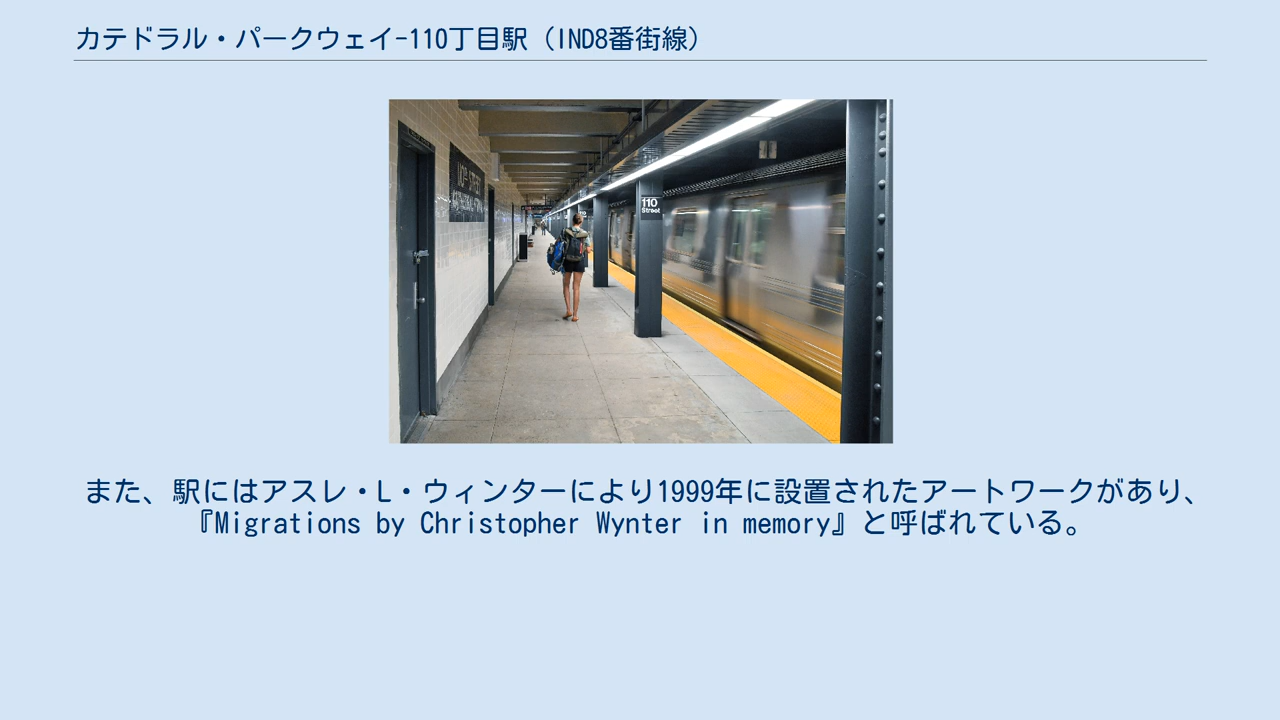 カテドラル・パークウェイ-110丁目駅（IND8番街線）
110
Street
また、駅にはアスレ・L・ウィンターにより1999年に設置されたアートワークがあり、
『Migrations by Christopher Wynter in memory』と呼ばれている。